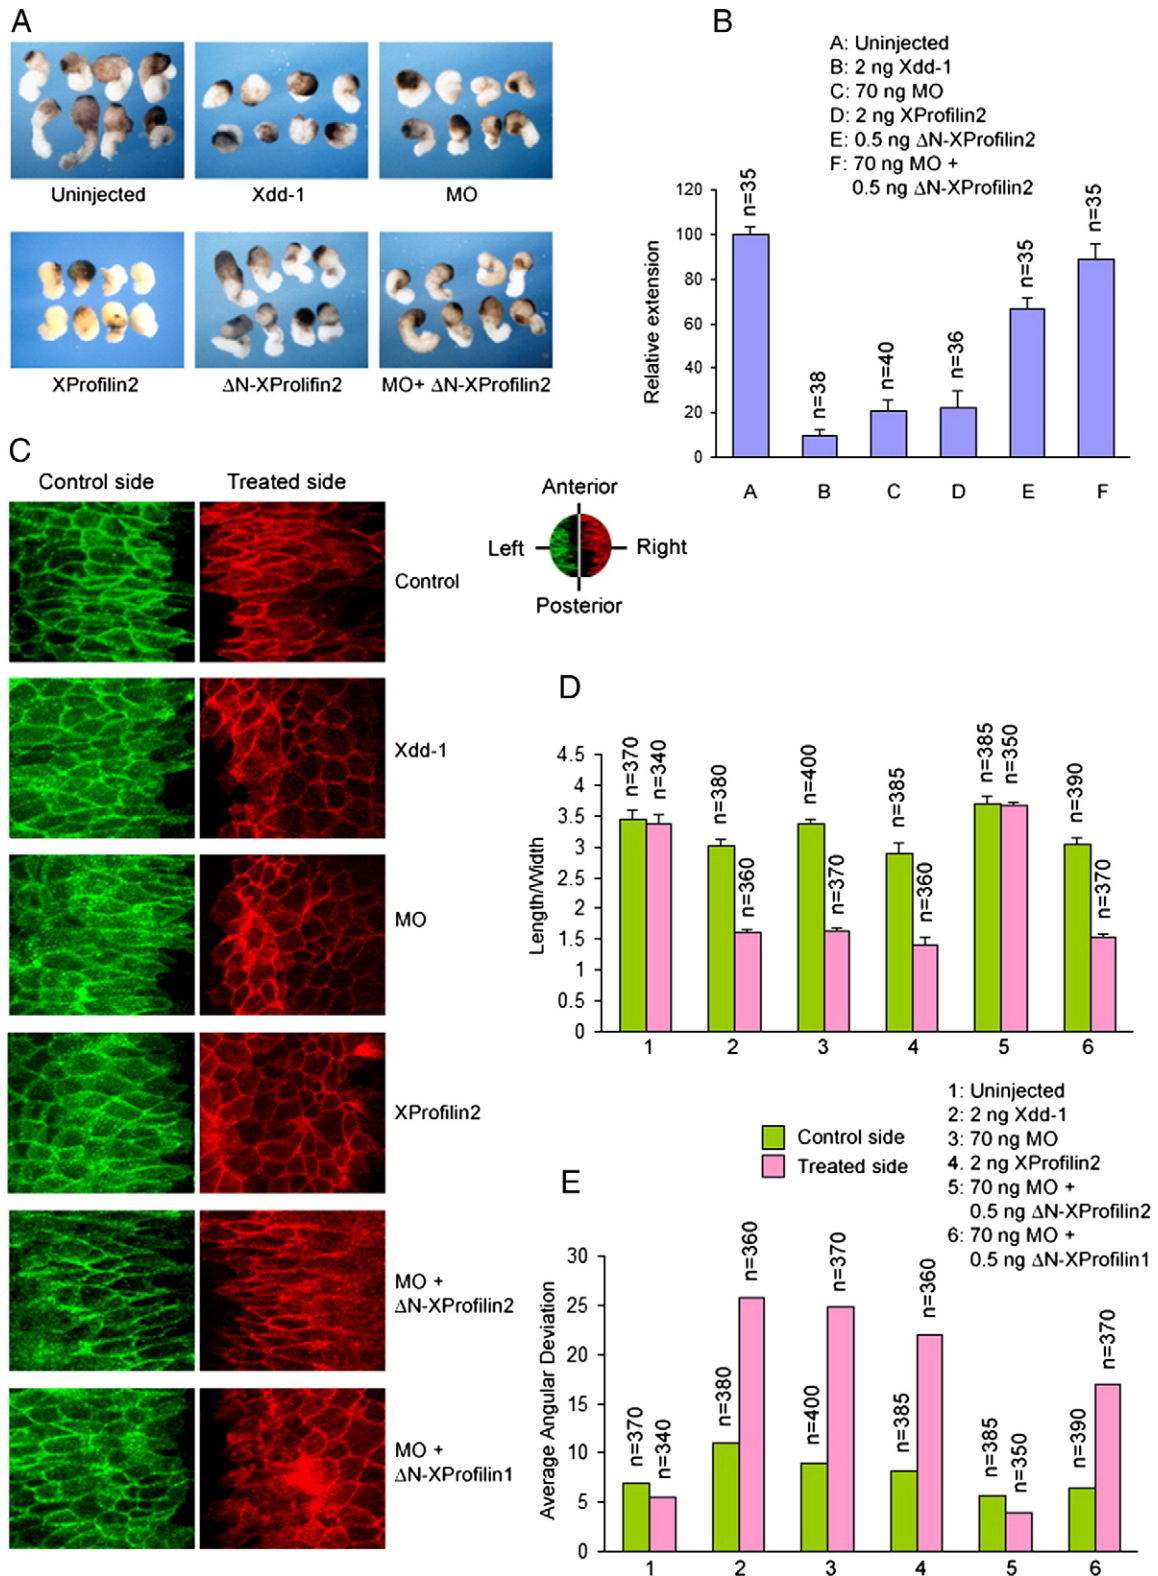 A
Uninjected
Xdd-1
MO
XProfilin2
ΔN-XProlifin2
MO+ ΔN-XProfilin2
B
A: Uninjected
B: 2 ng Xdd-1
C: 70 ng MO
D: 2 ng XProfilin2
E: 0.5 ng ΔN-XProfilin2
F: 70 ng MO +
0.5 ng ΔN-XProfilin2
Relative extension
120
100
80
60
40
20
0
n=35
n=38
n=40
n=36
n=35
n=35
A B C D E F
C
Control side
Treated side
Control
Xdd-1
MO
XProfilin2
MO +
ΔN-XProfilin2
MO +
ΔN-XProfilin1
Anterior
Left
Right
Posterior
D
Length/Width
4.5
4
3.5
3
2.5
2
1.5
1
0.5
0
n=370
n=340
n=380
n=360
n=400
n=370
n=385
n=360
n=385
n=350
n=390
n=370
1 2 3 4 5 6
Control side
Treated side
1: Uninjected
2: 2 ng Xdd-1
3: 70 ng MO
4. 2 ng XProfilin2
5: 70 ng MO +
0.5 ng ΔN-XProfilin2
6: 70 ng MO +
0.5 ng ΔN-XProfilin1
E
Average Angular Deviation
30
25
20
15
10
5
0
n=370
n=340
n=380
n=360
n=400
n=370
n=385
n=360
n=385
n=350
n=390
n=370
1 2 3 4 5 6